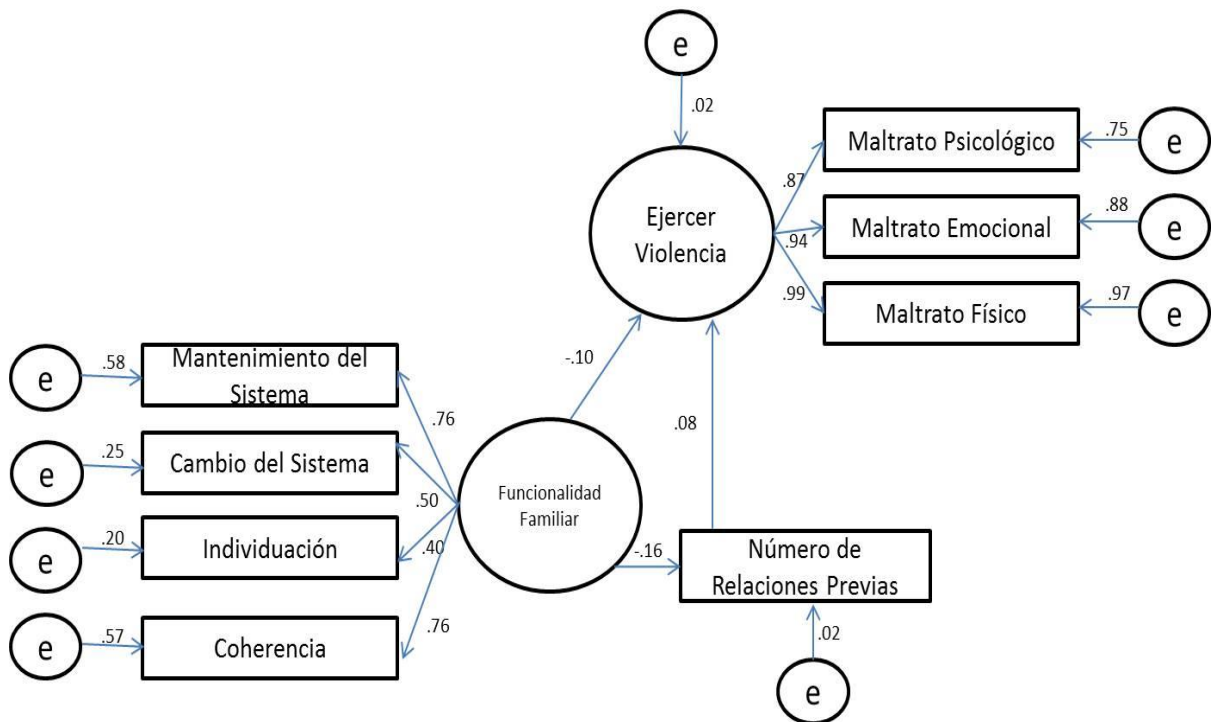 e
.02
Maltrato Psicológico
.75
e
.87
Ejercer
Violencia
Maltrato Emocional
.88
e
.94
.99
Maltrato Físico
.97
e
-.10
.08
e
.58
Mantenimiento del
Sistema
.76
e
.25
Cambio del Sistema
.50
Funcionalidad
Familiar
e
.20
Individuación
.40
-.16
Número de
Relaciones Previas
e
.57
Coherencia
.76
.02
e